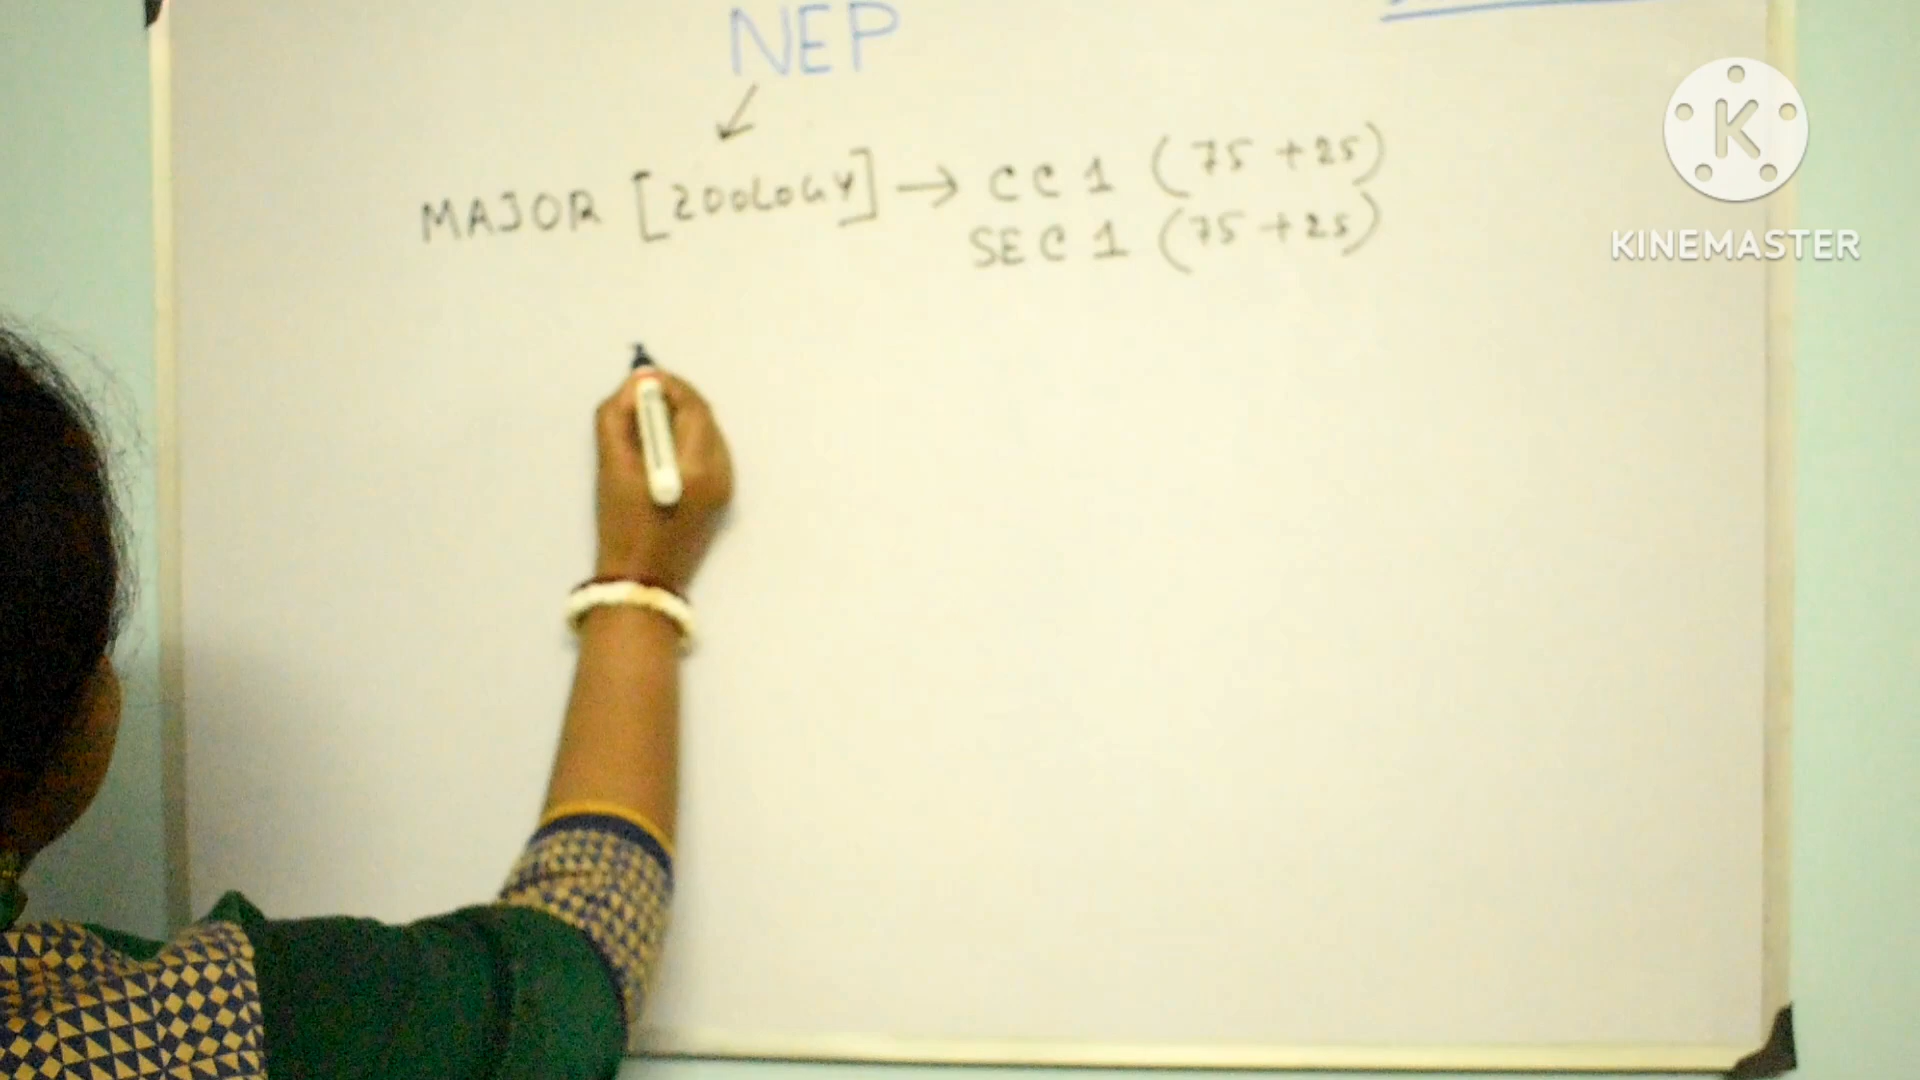 NEP
MAJOR [ZOOLOGY] → CC 1 (75 + 25)
SEC 1 (75 + 25)
K
KINEMASTER